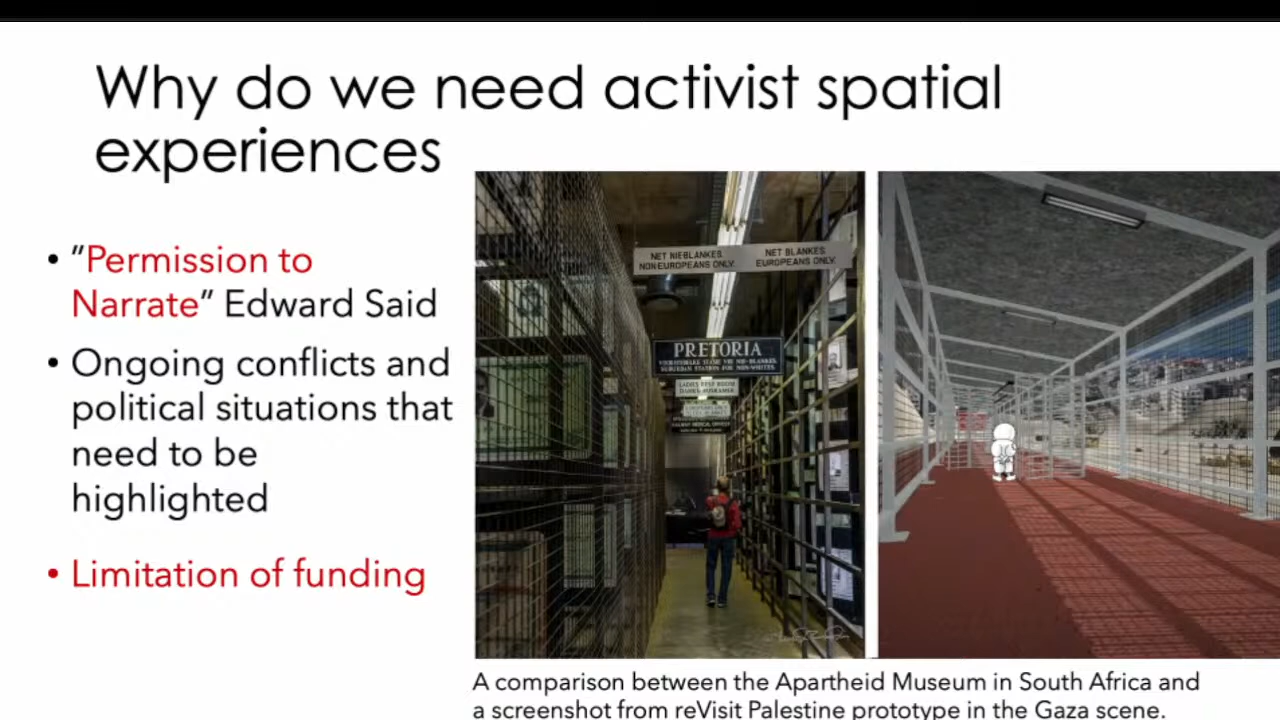 Why do we need activist spatial
experiences
• ”Permission to
Narrate” Edward Said
• Ongoing conflicts and
political situations that
need to be
highlighted
• Limitation of funding
NET NIEBLANKES.
NON EUROPEANS ONLY.
NET BLANKES.
EUROPEANS ONLY.
PRETORIA
A comparison between the Apartheid Museum in South Africa and
a screenshot from reVisit Palestine prototype in the Gaza scene.